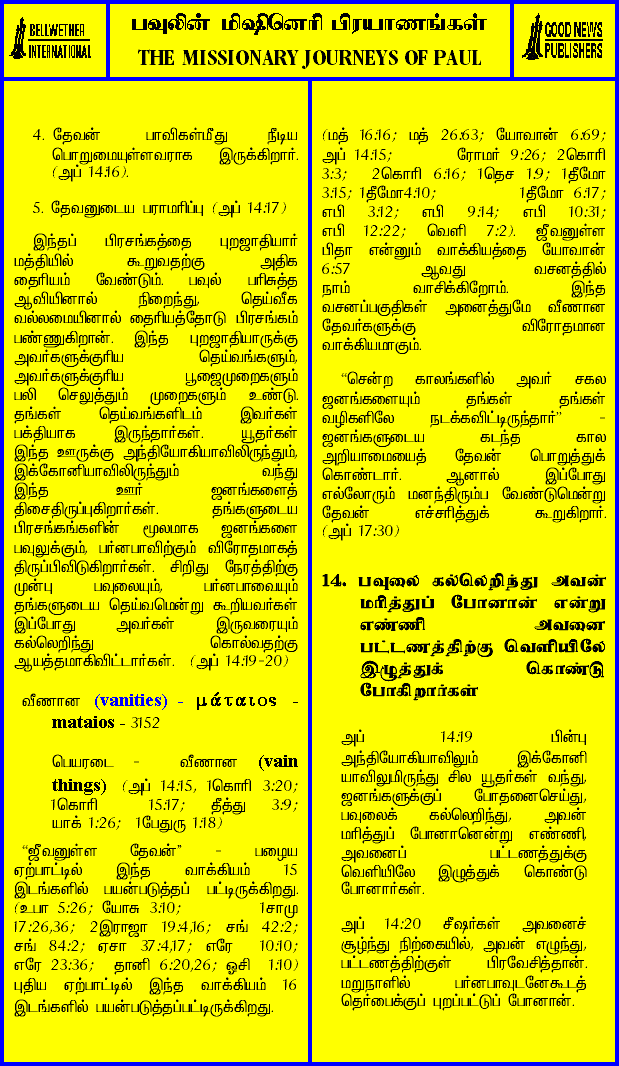 BELLWETHER
INTERNATIONAL
பவுலின் மிஷினெரி பிரயாணங்கள்
THE MISSIONARY JOURNEYS OF PAUL
GOOD NEWS
PUBLISHERS
4. தேவன் பாவிகள்மீது நீடிய
பொறுமையுள்ளவராக இருக்கிறார்.
(அப் 14:16).
5. தேவனுடைய பராமரிப்பு (அப் 14:17)
இந்தப் பிரசங்கத்தை புறஜாதியார்
மத்தியில் கூறுவதற்கு அதிக
தைரியம் வேண்டும். பவுல் பரிசுத்த
ஆவியினால் நிறைந்து, தெய்வீக
வல்லமையினால் தைரியத்தோடு பிரசங்கம்
பண்ணுகிறான். இந்த புறஜாதியாருக்கு
அவர்களுக்குரிய தெய்வங்களும்,
அவர்களுக்குரிய பூஜைமுறைகளும்
பலி செலுத்தும் முறைகளும் உண்டு.
தங்கள் தெய்வங்களிடம் இவர்கள்
பக்தியாக இருந்தார்கள். யூதர்கள்
இந்த ஊருக்கு அந்தியோகியாவிலிருந்தும்,
இக்கோனியாவிலிருந்தும் வந்து
இந்த ஊர் ஜனங்களைத்
திசைதிருப்புகிறார்கள். தங்களுடைய
பிரசங்கங்களின் மூலமாக ஜனங்களை
பவுலுக்கும், பர்னபாவிற்கும் விரோதமாகத்
திருப்பிவிடுகிறார்கள். சிறிது நேரத்திற்கு
முன்பு பவுலையும், பர்னபாவையும்
தங்களுடைய தெய்வமென்று கூறியவர்கள்
இப்போது அவர்கள் இருவரையும்
கல்லெறிந்து கொல்வதற்கு
ஆயத்தமாகிவிட்டார்கள். (அப் 14:19-20)
வீணான (vanities) - μάταιος -
mataios - 3152
பெயரடை - வீணான (vain
things) (அப் 14:15, 1கொரி 3:20;
1கொரி 15:17; தீத்து 3:9;
யாக் 1:26; 1பேதுரு 1:18)
“ஜீவனுள்ள தேவன்” - பழைய
ஏற்பாட்டில் இந்த வாக்கியம் 15
இடங்களில் பயன்படுத்தப் பட்டிருக்கிறது.
(உபா 5:26; யோசு 3:10; 1சாமு
17:26,36; 2இராஜா 19:4,16; சங் 42:2;
சங் 84:2; ஏசா 37:4,17; எரே 10:10;
எரே 23:36; தானி 6:20,26; ஓசி 1:10)
புதிய ஏற்பாட்டில் இந்த வாக்கியம் 16
இடங்களில் பயன்படுத்தப்பட்டிருக்கிறது.
(மத் 16:16; மத் 26:63; யோவான் 6:69;
அப் 14:15; ரோமர் 9:26; 2கொரி
3:3; 2கொரி 6:16; 1தெச 1:9; 1தீமோ
3:15; 1தீமோ4:10; 1தீமோ 6:17;
எபி 3:12; எபி 9:14; எபி 10:31;
எபி 12:22; வெளி 7:2). ஜீவனுள்ள
பிதா என்னும் வாக்கியத்தை யோவான்
6:57 ஆவது வசனத்தில்
நாம் வாசிக்கிறோம். இந்த
வசனப்பகுதிகள் அனைத்துமே வீணான
தேவர்களுக்கு விரோதமான
வாக்கியமாகும்.
“சென்ற காலங்களில் அவர் சகல
ஜனங்களையும் தங்கள் தங்கள்
வழிகளிலே நடக்கவிட்டிருந்தார்” -
ஜனங்களுடைய கடந்த கால
அறியாமையைத் தேவன் பொறுத்துக்
கொண்டார். ஆனால் இப்போது
எல்லோரும் மனந்திரும்ப வேண்டுமென்று
தேவன் எச்சரித்துக் கூறுகிறார்.
(அப் 17:30)
14. பவுலை கல்லெறிந்து அவன்
மரித்துப் போனான் என்று
எண்ணி அவனை
பட்டணத்திற்கு வெளியிலே
இழுத்துக் கொண்டு
போகிறார்கள்
அப் 14:19 பின்பு
அந்தியோகியாவிலும் இக்கோனி
யாவிலுமிருந்து சில யூதர்கள் வந்து,
ஜனங்களுக்குப் போதனைசெய்து,
பவுலைக் கல்லெறிந்து, அவன்
மரித்துப் போனானென்று எண்ணி,
அவனைப் பட்டணத்துக்கு
வெளியிலே இழுத்துக் கொண்டு
போனார்கள்.
அப் 14:20 சீஷர்கள் அவனைச்
சூழ்ந்து நிற்கையில், அவன் எழுந்து,
பட்டணத்திற்குள் பிரவேசித்தான்.
மறுநாளில் பர்னபாவுடனேகூடத்
தெர்பைக்குப் புறப்பட்டுப் போனான்.